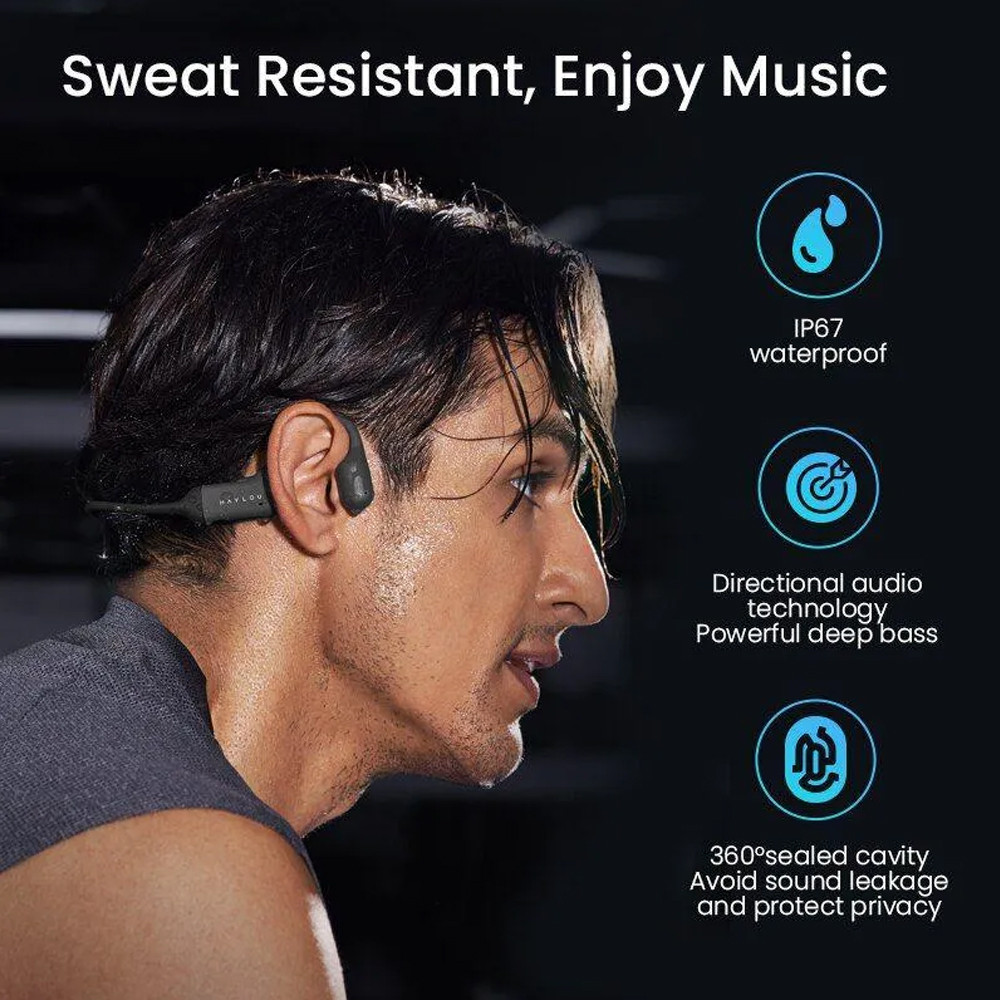 Sweat Resistant, Enjoy Music
HAYLOU
IP67
waterproof
Directional audio
technology
Powerful deep bass
360°sealed cavity
Avoid sound leakage
and protect privacy